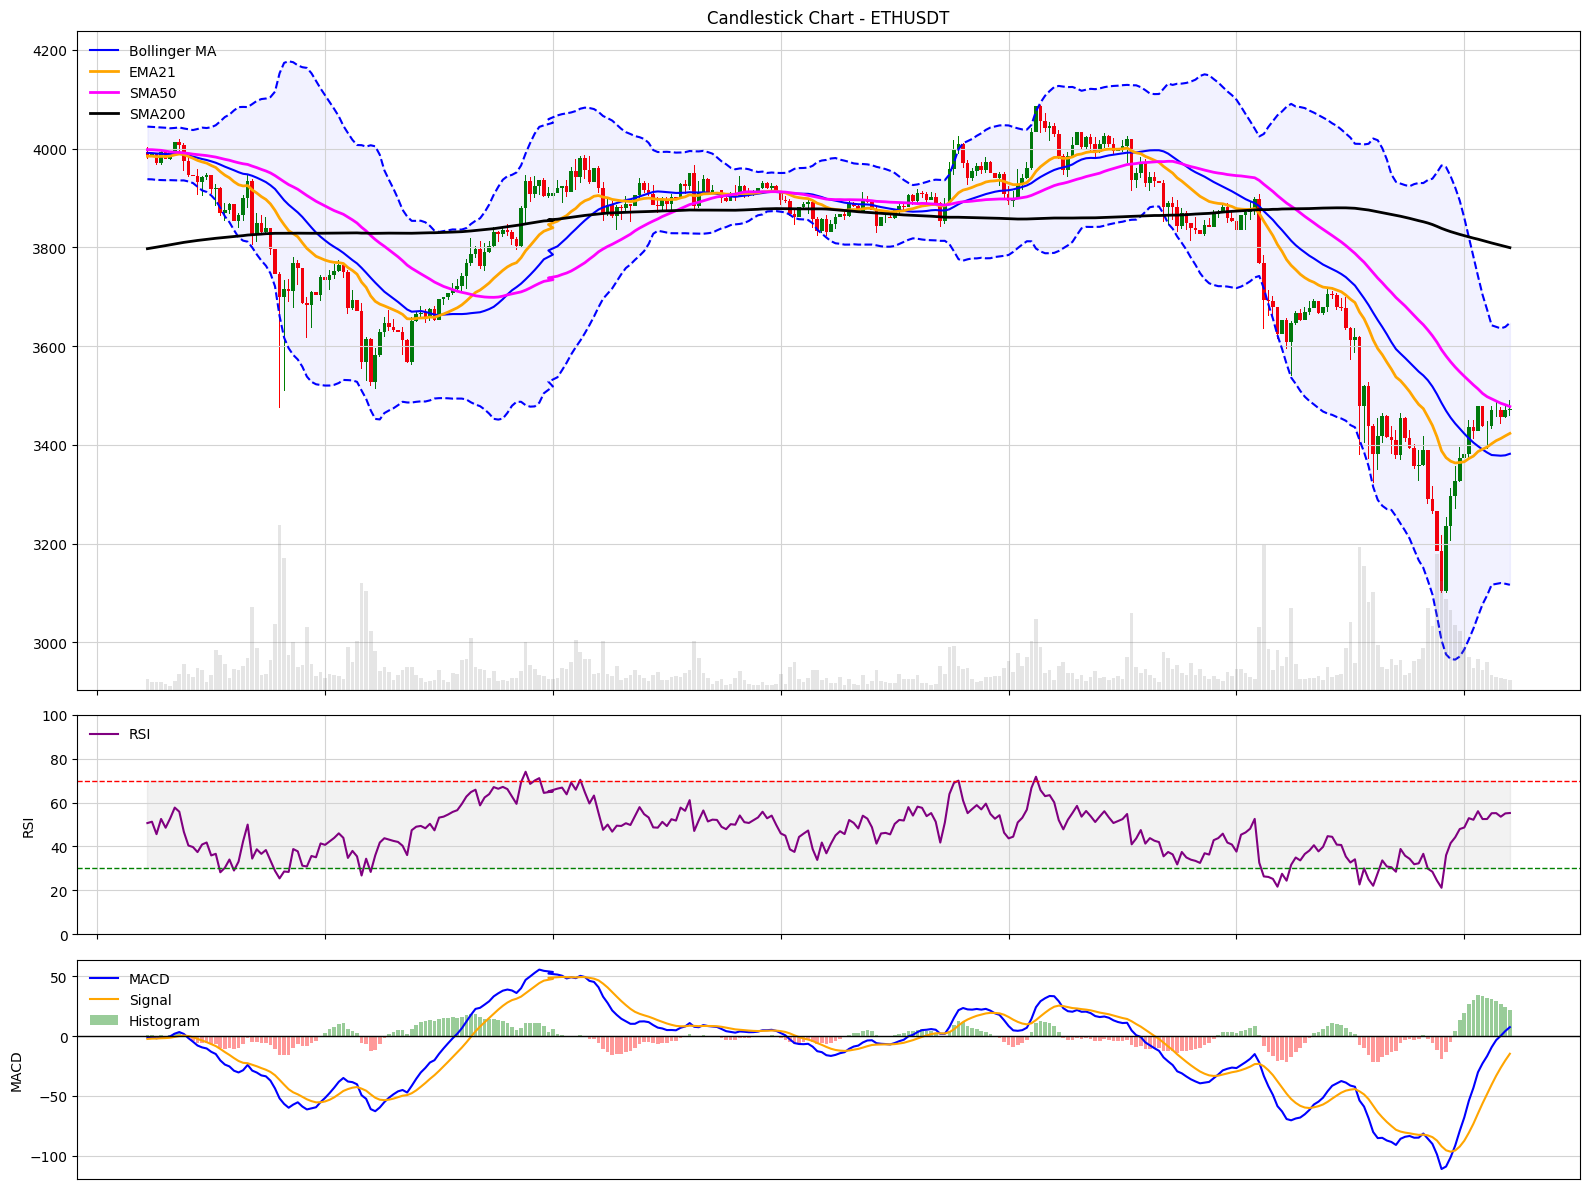 Candlestick Chart - ETHUSDT
Bollinger MA
EMA21
SMA50
SMA200
4200
4000
3800
3600
3400
3200
3000
RSI
100
80
60
40
20
0
RSI
MACD
Signal
Histogram
50
0
−50
−100
MACD